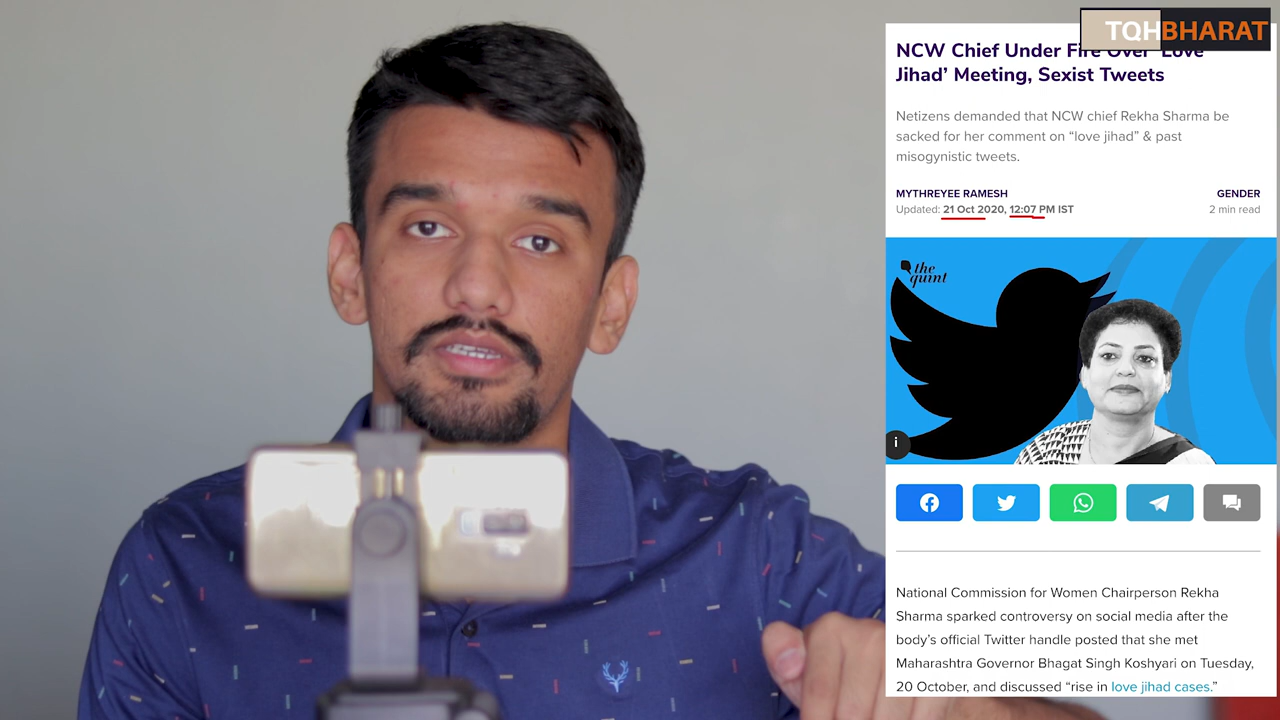 TQHBHARAT
NCW Chief Under Fire Over ‘Love
Jihad’ Meeting, Sexist Tweets
Netizens demanded that NCW chief Rekha Sharma be
sacked for her comment on “love jihad” & past
misogynistic tweets.
MYTHREYEE RAMESH GENDER
Updated: 21 Oct 2020, 12:07 PM IST 2 min read
the
quint
i
National Commission for Women Chairperson Rekha
Sharma sparked controversy on social media after the
body’s official Twitter handle posted that she met
Maharashtra Governor Bhagat Singh Koshyari on Tuesday,
20 October, and discussed “rise in love jihad cases.”